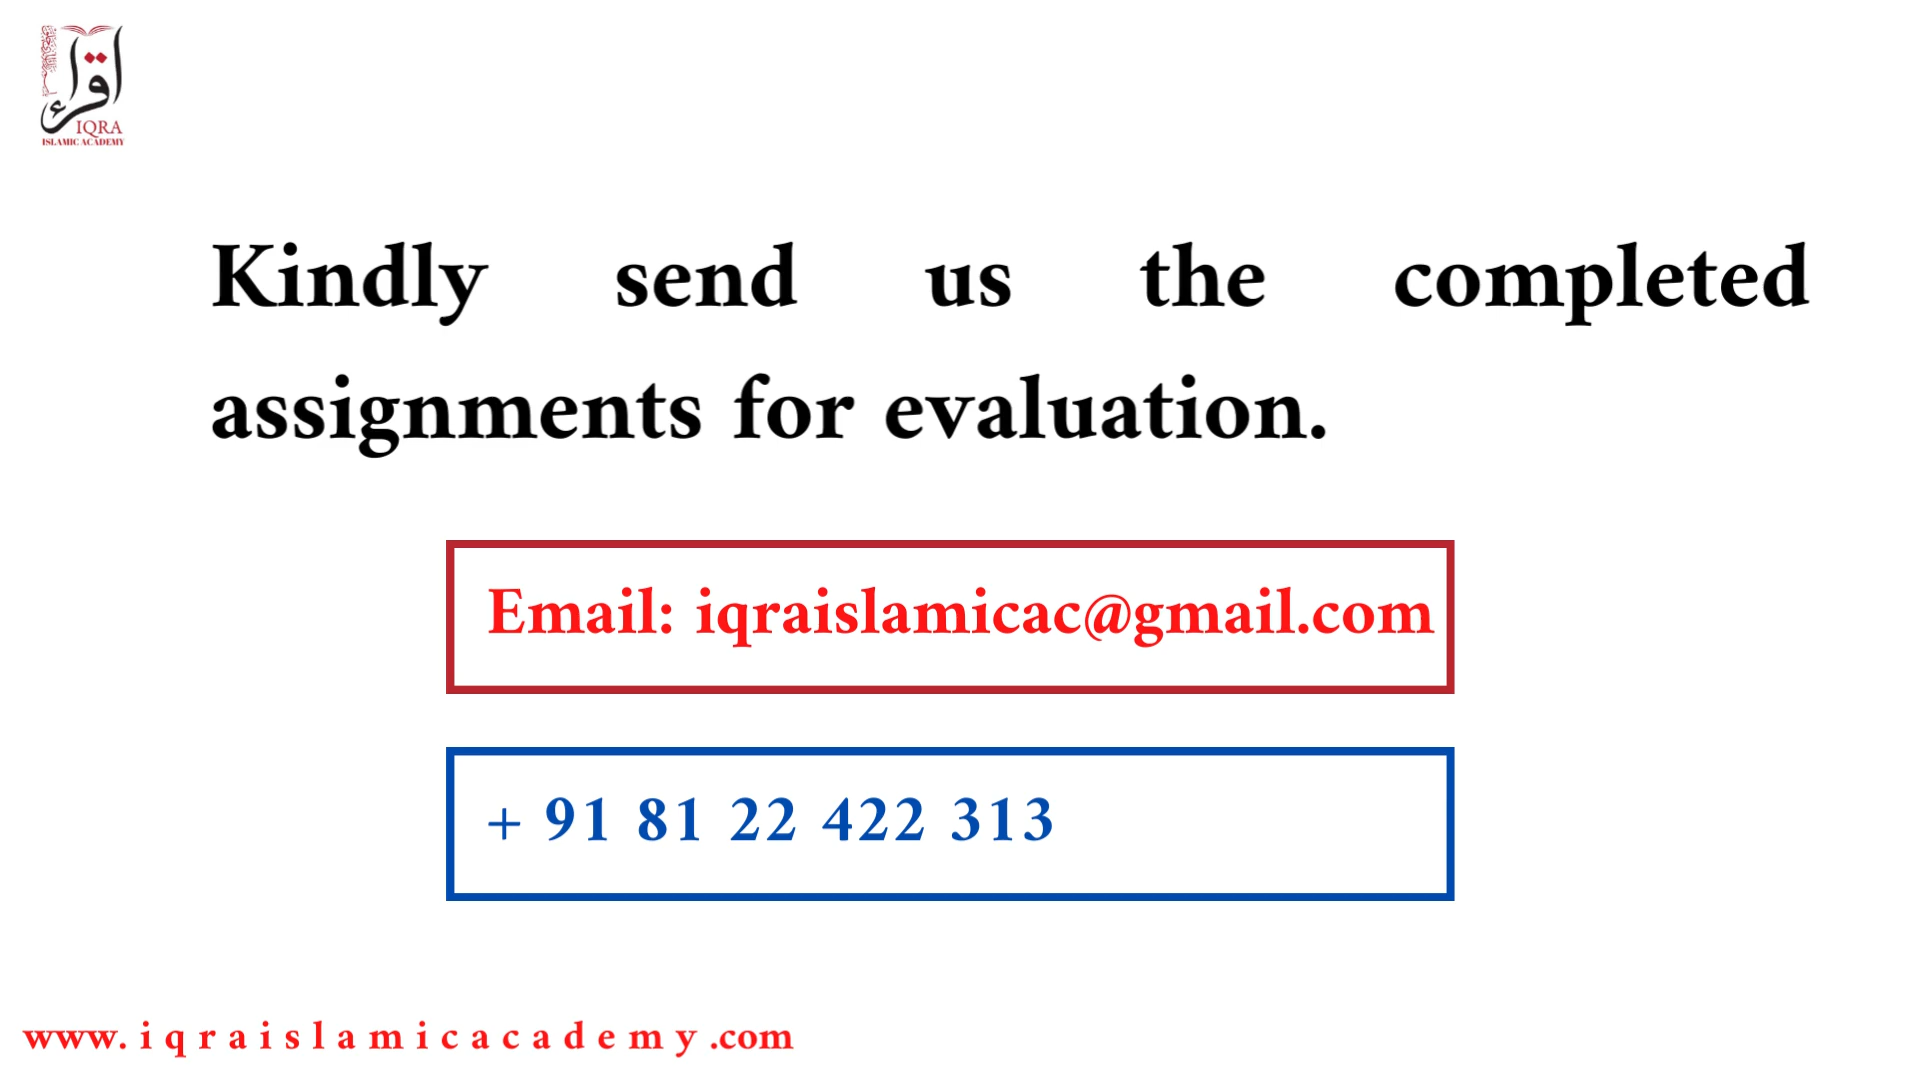 اقرأ
IQRA
ISLAMIC ACADEMY
Kindly send us the completed
assignments for evaluation.
Email: iqraislamicac@gmail.com
+ 91 81 22 422 313
www. i q r a i s l a m i c a c a d e m y .com